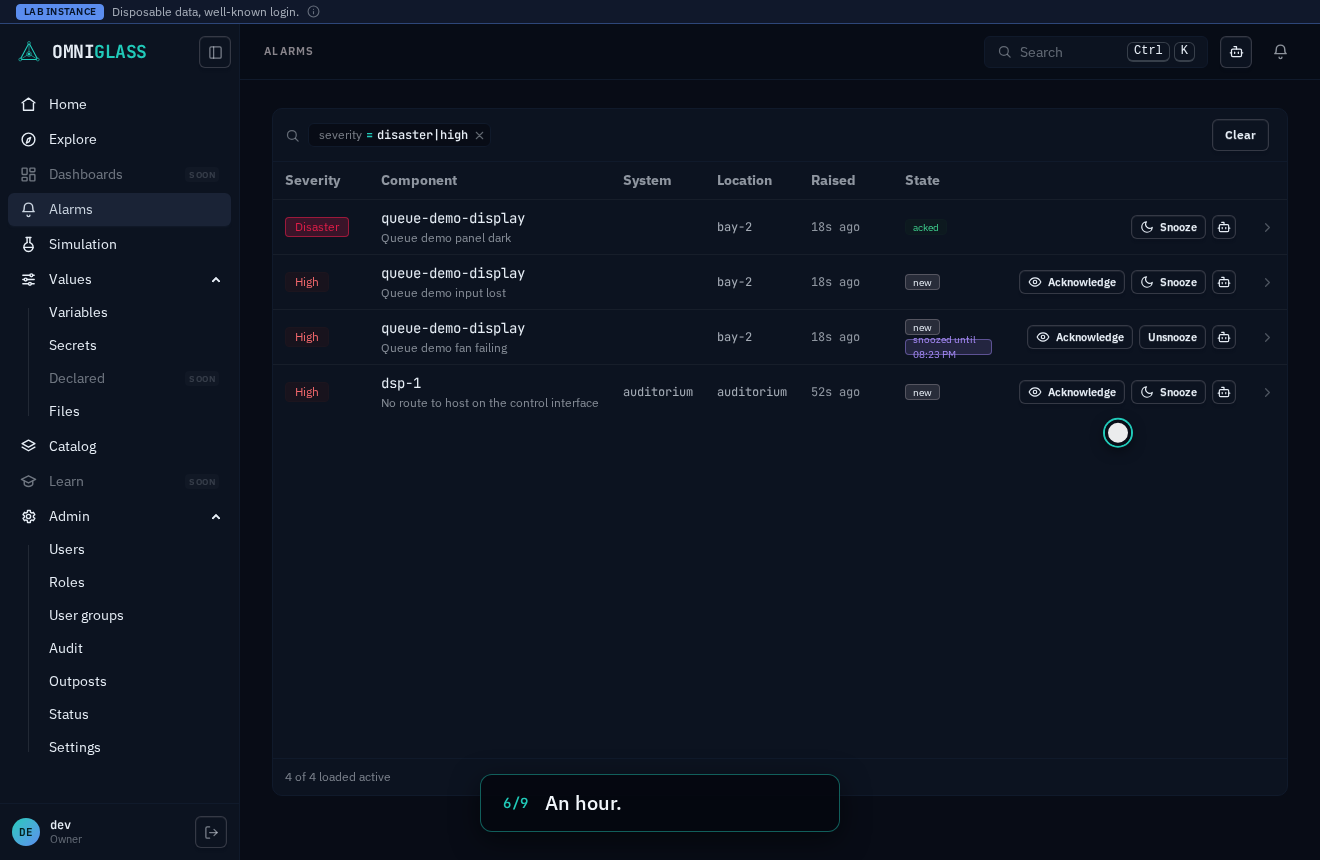 LAB INSTANCE Disposable data, well-known login.
OMNIGLASS
ALARMS
Search Ctrl K
Home
Explore
Dashboards SOON
Alarms
Simulation
Values
Variables
Secrets
Declared SOON
Files
Catalog
Learn SOON
Admin
Users
Roles
User groups
Audit
Outposts
Status
Settings
DE dev
Owner
severity = disaster|high Clear
Severity Component System Location Raised State
Disaster queue-demo-display bay-2 18s ago acked Snooze
Queue demo panel dark
High queue-demo-display bay-2 18s ago new Acknowledge Snooze
Queue demo input lost
High queue-demo-display bay-2 18s ago new Acknowledge Unsnooze
Queue demo fan failing snoozed until
08:23 PM
High dsp-1 auditorium auditorium 52s ago new Acknowledge Snooze
No route to host on the control interface
4 of 4 loaded active
6/9 An hour.